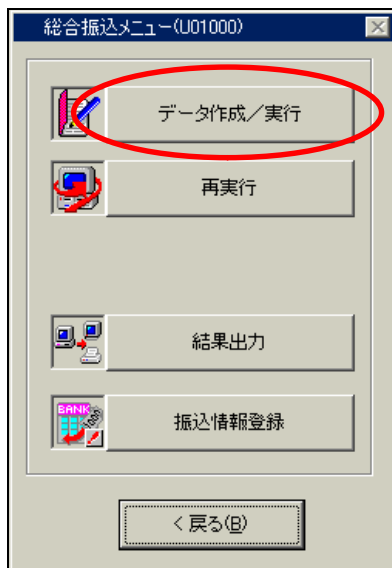 総合振込メニュー(U01000)
データ作成／実行
再実行
結果出力
BANK
振込情報登録
< 戻る(B)